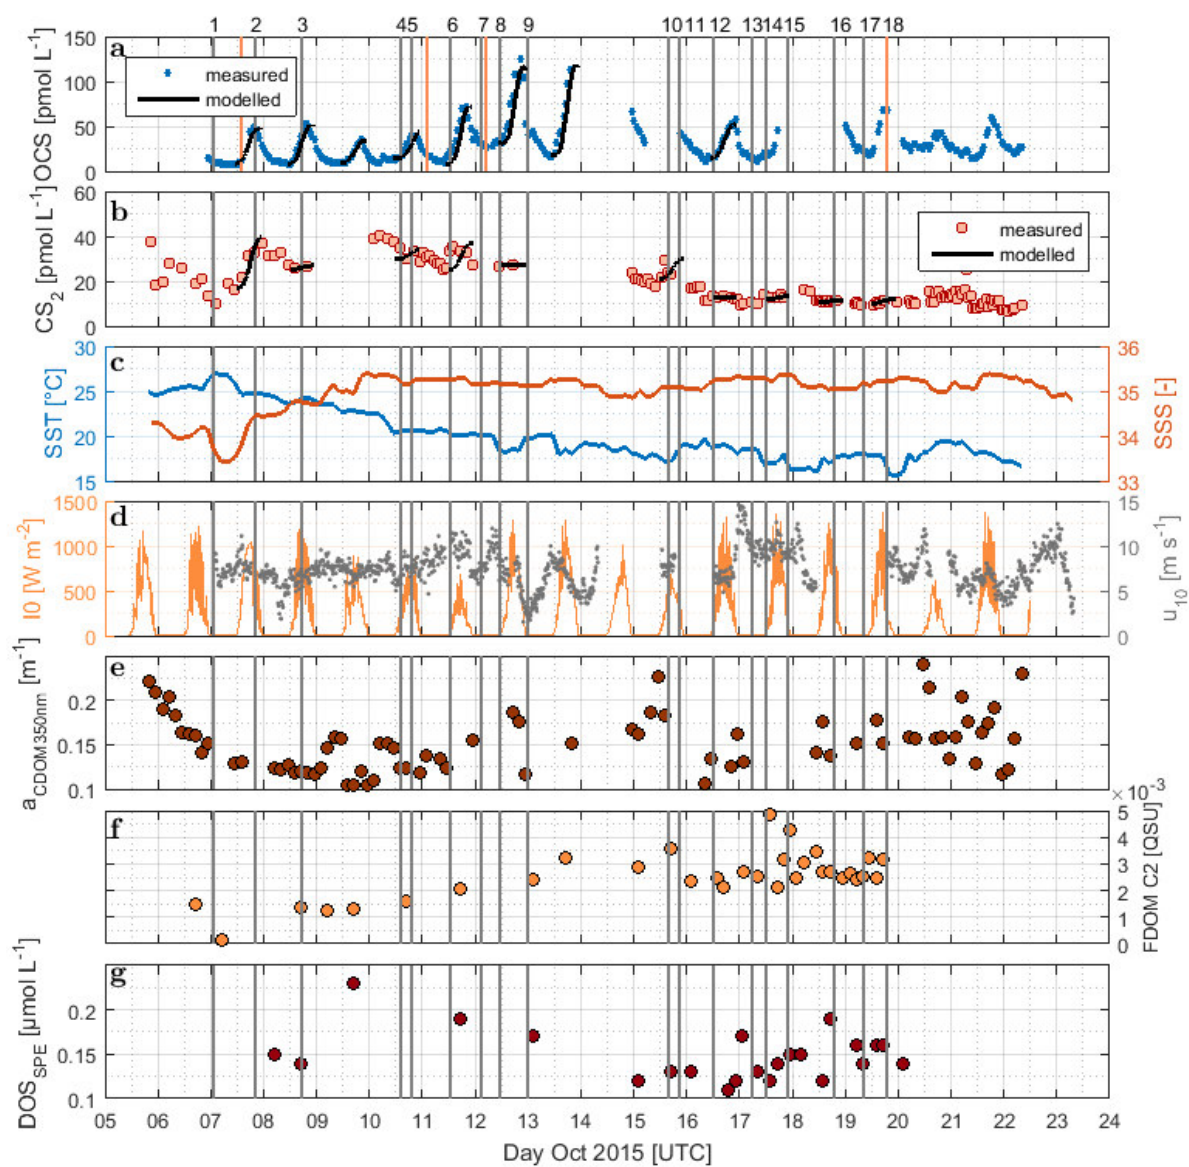 1 2 3 4 5 6 7 8 9 10 11 12 13 14 15 16 17 18
a
150
100
50
0
OCS [pmol L⁻¹]
measured
modelled
b
60
40
20
0
CS₂ [pmol L⁻¹]
measured
modelled
c
30
25
20
15
SST [°C]
36
35
34
33
SSS [-]
d
1500
1000
500
0
I0 [W m⁻²]
15
10
5
0
u₁₀ [m s⁻¹]
e
0.2
0.15
0.1
a_CDOM350nm [m⁻¹]
×10⁻³
f
5
4
3
2
1
0
FDOM C2 [QSU]
g
0.2
0.15
0.1
DOS_SPE [µmol L⁻¹]
05 06 07 08 09 10 11 12 13 14 15 16 17 18 19 20 21 22 23 24
Day Oct 2015 [UTC]